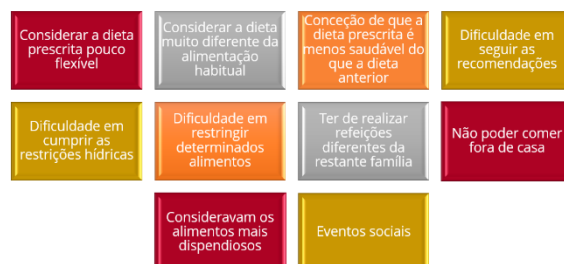 Considerar a dieta
prescrita pouco
flexível
Considerar a dieta
muito diferente da
alimentação
habitual
Conceção de que a
dieta prescrita é
menos saudável do
que a dieta
anterior
Dificuldade em
seguir as
recomendações
Dificuldade em
cumprir as
restrições hídricas
Dificuldade em
restringir
determinados
alimentos
Ter de realizar
refeições
diferentes da
restante família
Não poder comer
fora de casa
Consideravam os
alimentos mais
dispendiosos
Eventos sociais